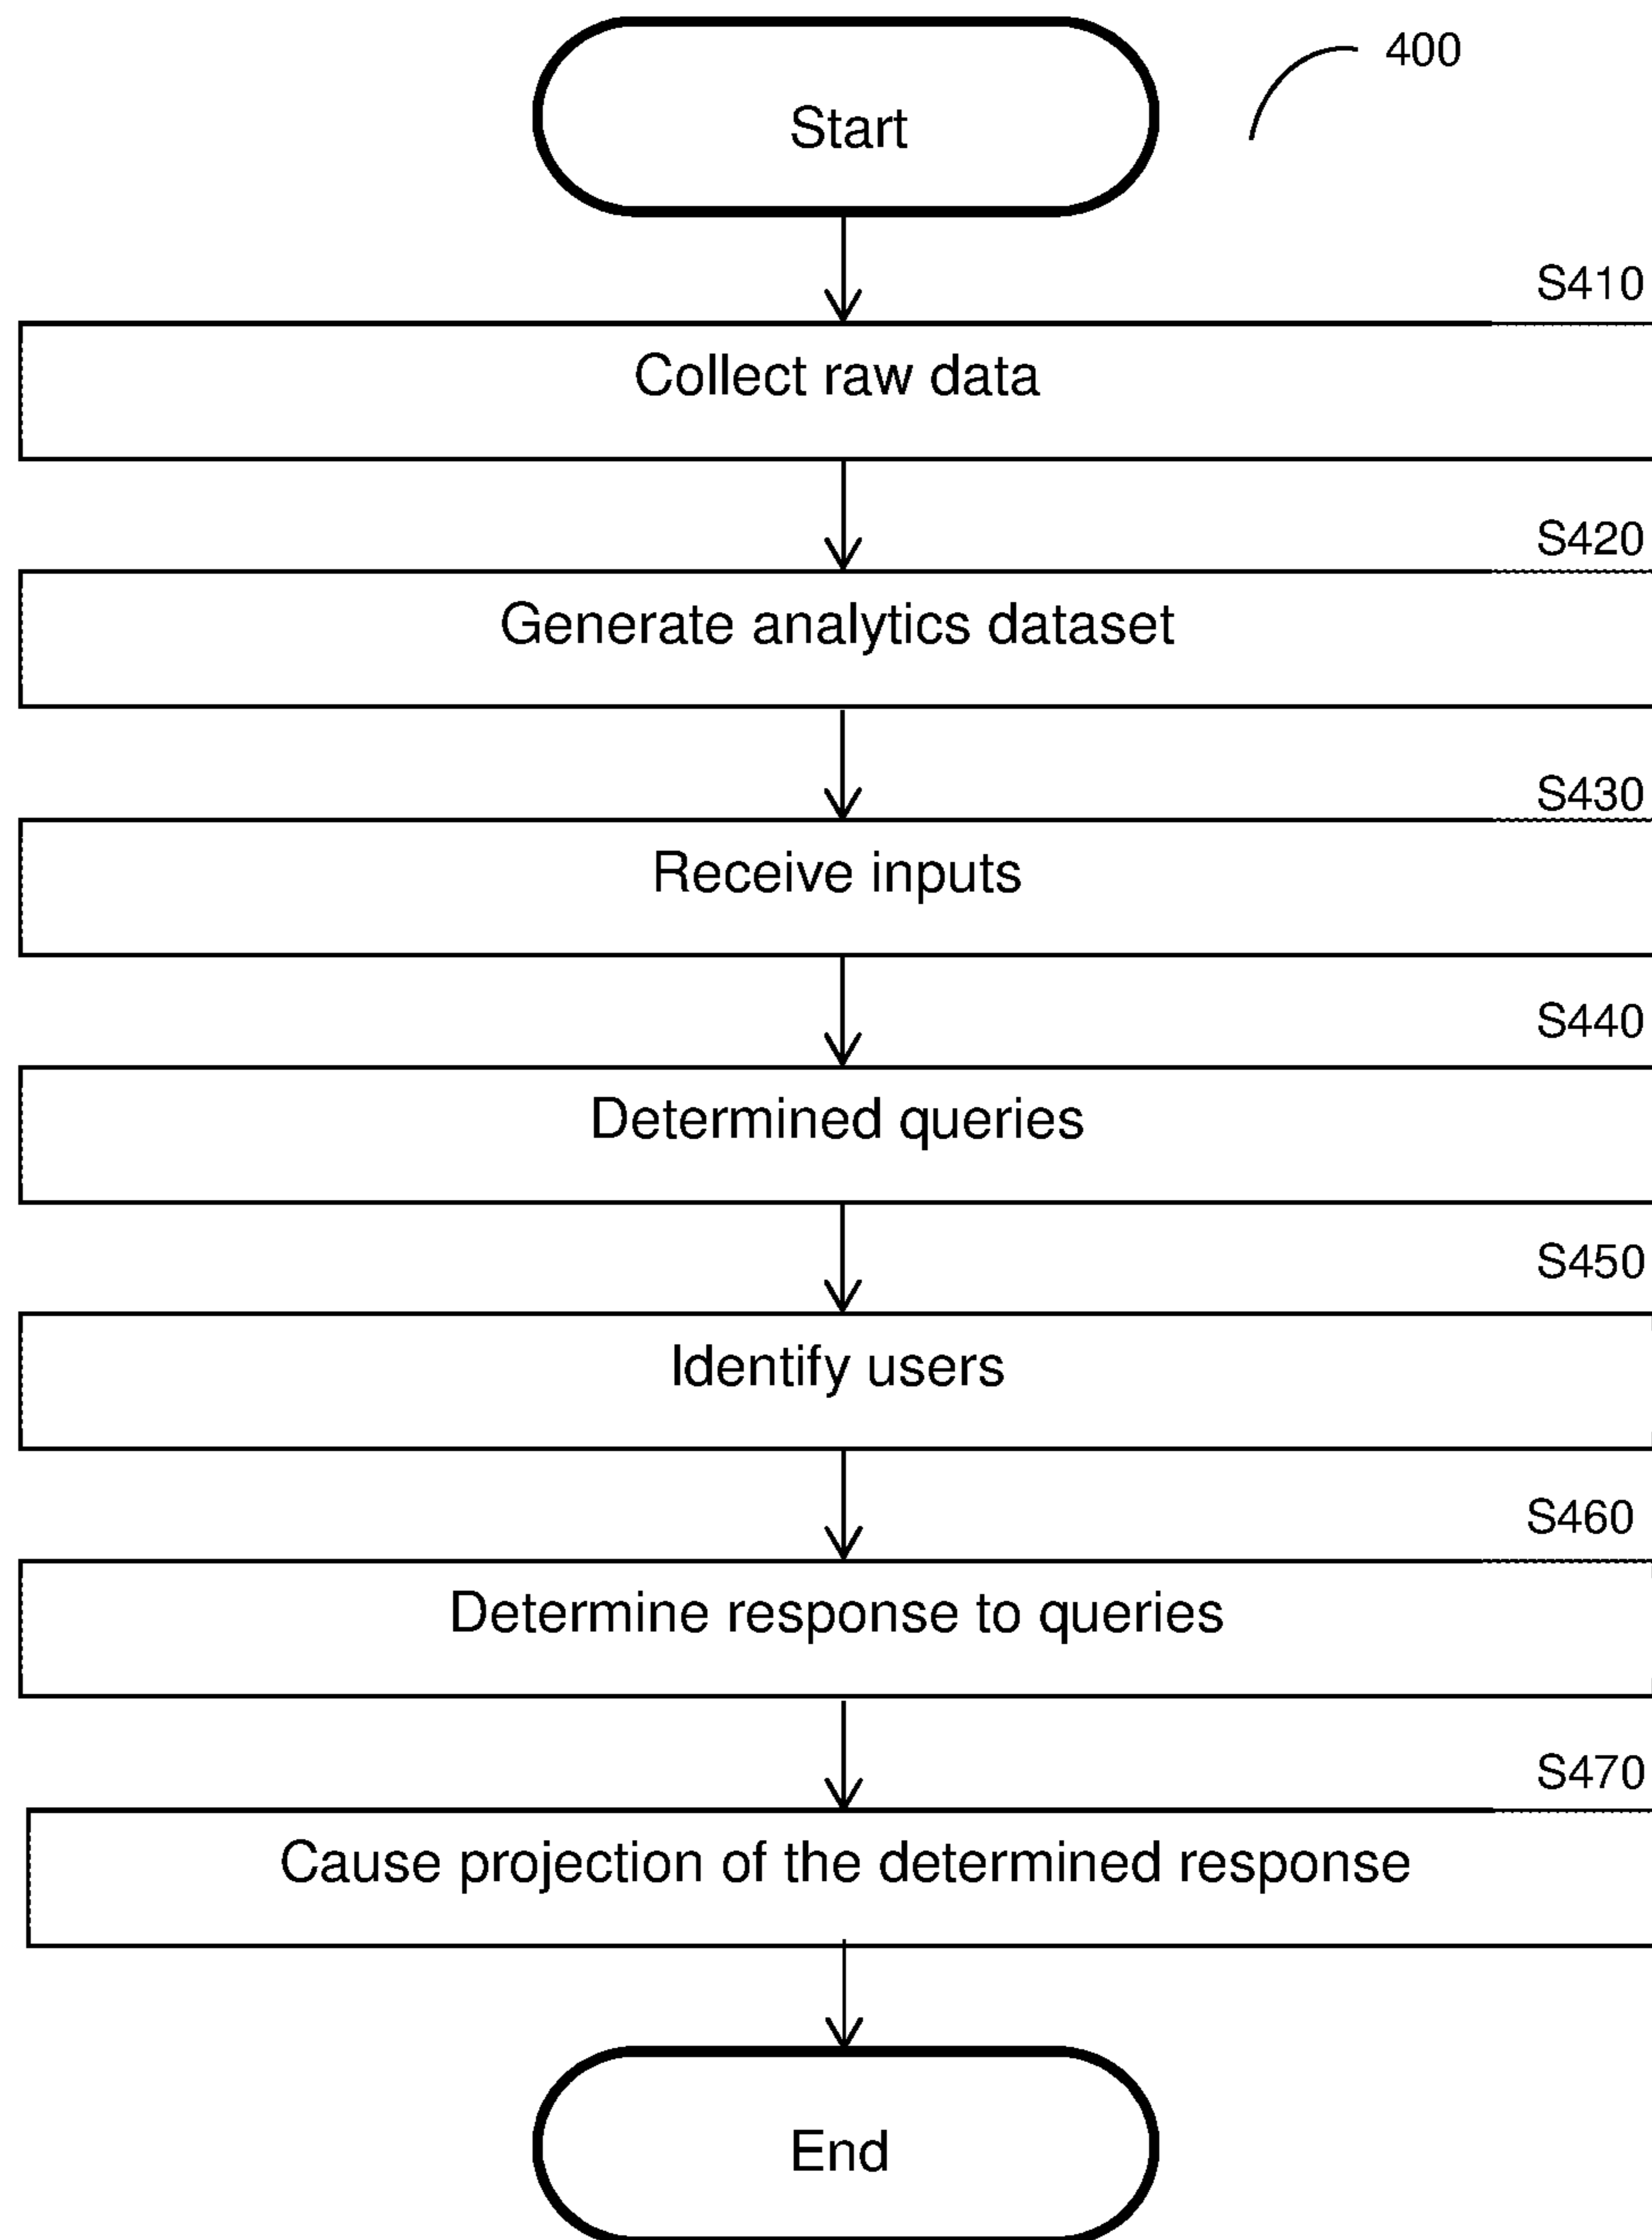 Start
400
S410
Collect raw data
S420
Generate analytics dataset
S430
Receive inputs
S440
Determined queries
S450
Identify users
S460
Determine response to queries
S470
Cause projection of the determined response
End